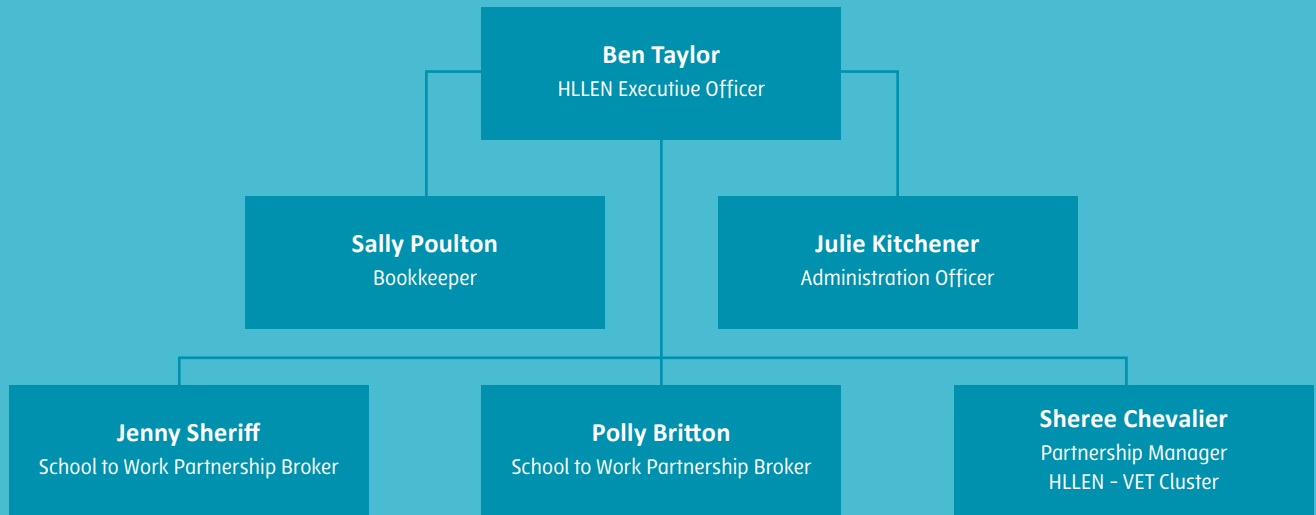 Ben Taylor
HLLEN Executive Officer
Sally Poulton
Bookkeeper
Julie Kitchener
Administration Officer
Jenny Sheriff
School to Work Partnership Broker
Polly Britton
School to Work Partnership Broker
Sheree Chevalier
Partnership Manager
HLLEN - VET Cluster